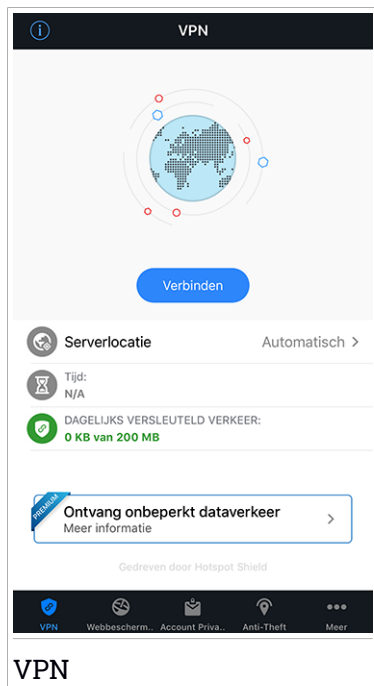 VPN
Verbinden
Serverlocatie Automatisch
Tijd:
N/A
DAGELIJKS VERSLEUTELD VERKEER:
0 KB van 200 MB
PREMIUM
Ontvang onbeperkt dataverkeer
Meer informatie
Gedreven door Hotspot Shield
VPN Webbescherm.. Account Priva.. Anti-Theft Meer
VPN